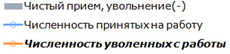 Чистый прием, увольнение(-)
Численность принятых на работу
Численность уволенных с работы